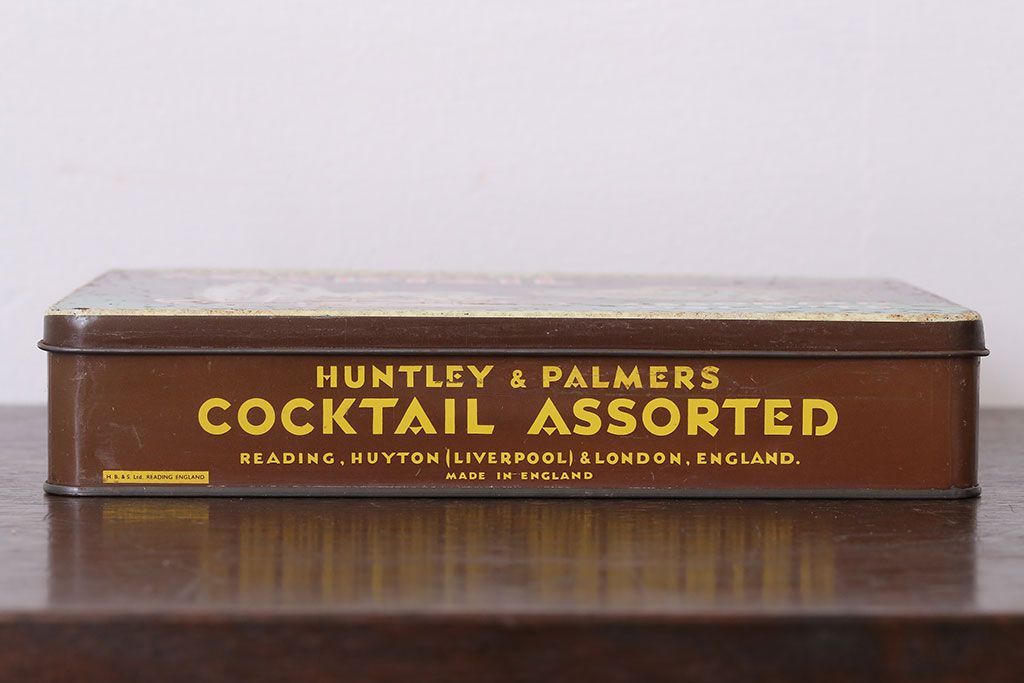 HUNTLEY & PALMERS
COCKTAIL ASSORTED
READING, HUYTON (LIVERPOOL) & LONDON, ENGLAND.
MADE IN ENGLAND
H. B. & S. Ltd. READING ENGLAND